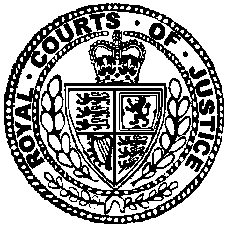 ROYAL · COURTS · OF · JUSTICE